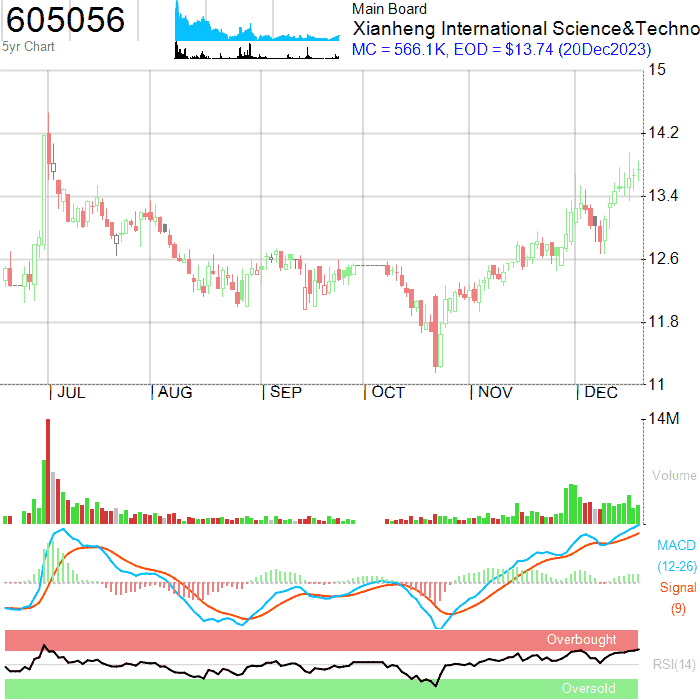 605056
5yr Chart
Main Board
Xianheng International Science&Techno
MC = 566.1K, EOD = $13.74 (20Dec2023)
15
14.2
13.4
12.6
11.8
11
JUL
AUG
SEP
OCT
NOV
DEC
14M
Volume
MACD
(12-26)
Signal
(9)
Overbought
RSI(14)
Oversold